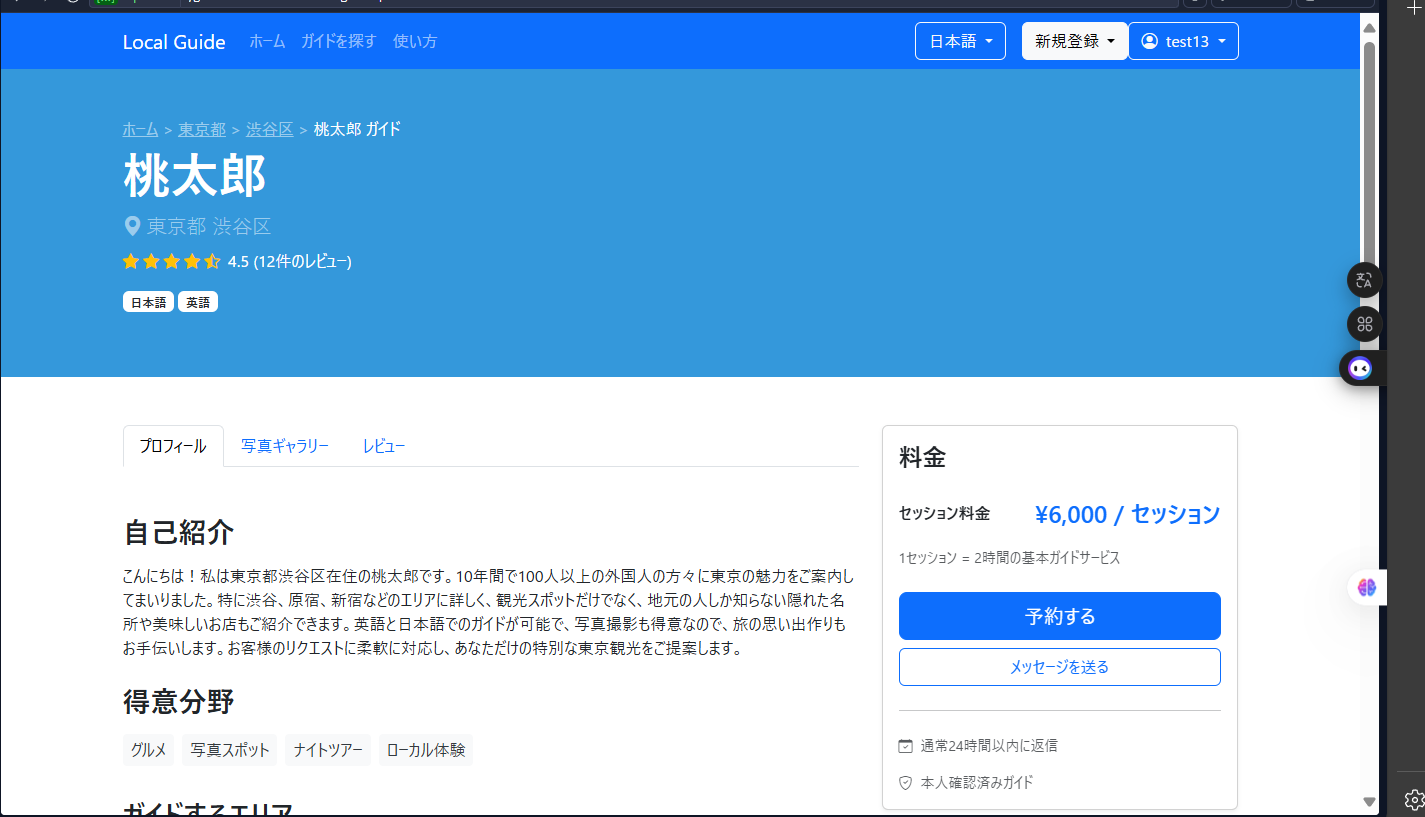 Local Guide ホーム ガイドを探す 使い方 日本語 新規登録 test13
ホーム > 東京都 > 渋谷区 > 桃太郎 ガイド
桃太郎
東京都 渋谷区
4.5 (12件のレビュー)
日本語 英語
プロフィール 写真ギャラリー レビュー
自己紹介
こんにちは！私は東京都渋谷区在住の桃太郎です。10年間で100人以上の外国人の方々に東京の魅力をご案内し
てまいりました。特に渋谷、原宿、新宿などのエリアに詳しく、観光スポットだけでなく、地元の人しか知らない隠れた名
所や美味しいお店もご紹介できます。英語と日本語でのガイドが可能で、写真撮影も得意なので、旅の思い出作りも
お手伝いします。お客様のリクエストに柔軟に対応し、あなただけの特別な東京観光をご提案します。
得意分野
グルメ 写真スポット ナイトツアー ローカル体験
ガイドするエリア
料金
セッション料金 ¥6,000 / セッション
1セッション = 2時間の基本ガイドサービス
予約する
メッセージを送る
通常24時間以内に返信
本人確認済みガイド